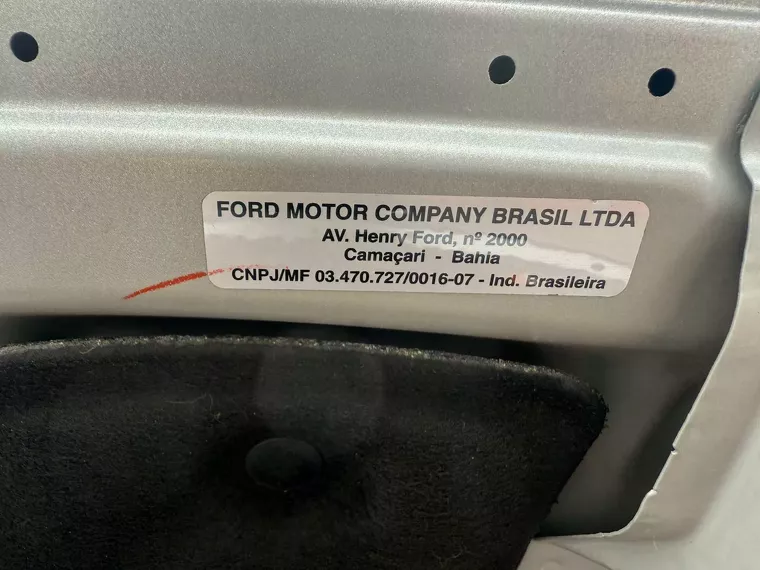 FORD MOTOR COMPANY BRASIL LTDA
AV. Henry Ford, nº 2000
Camaçari - Bahia
CNPJ/MF 03.470.727/0016-07 - Ind. Brasileira